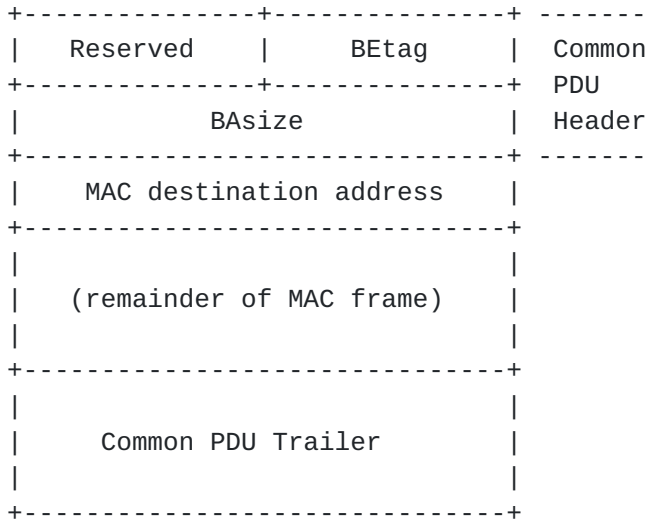 +---------------+---------------+ -------
| Reserved | BEtag | Common
+---------------+---------------+ PDU
| BAsize | Header
+-------------------------------+ -------
| MAC destination address |
+-------------------------------+
| |
| (remainder of MAC frame) |
| |
+-------------------------------+
| |
| Common PDU Trailer |
| |
+-------------------------------+